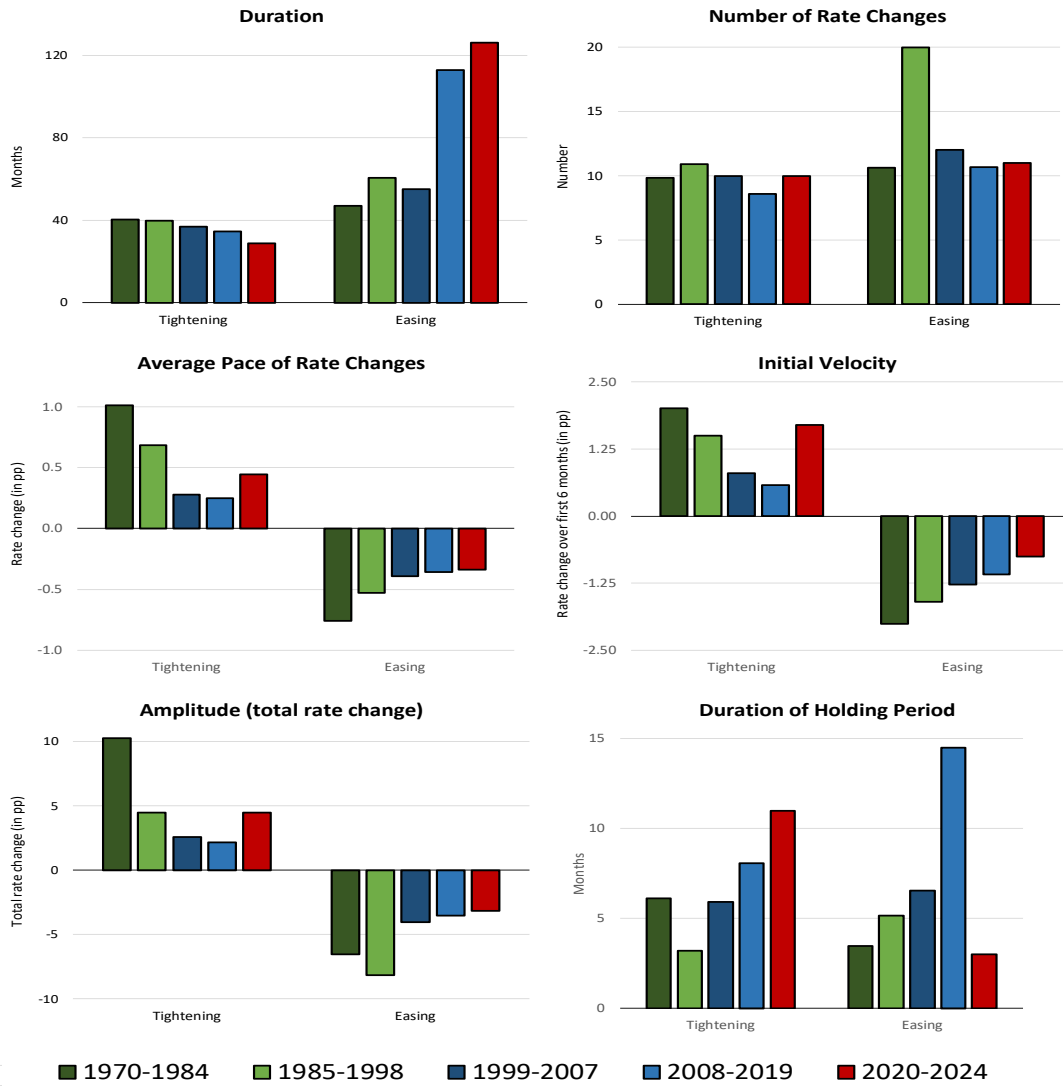 Duration
Months
120
80
40
0
Tightening
Easing
Number of Rate Changes
Number
20
15
10
5
0
Tightening
Easing
Average Pace of Rate Changes
Rate change (in pp)
1.0
0.5
0.0
-0.5
-1.0
Tightening
Easing
Initial Velocity
Rate change over first 6 months (in pp)
2.50
1.25
0.00
-1.25
-2.50
Tightening
Easing
Amplitude (total rate change)
Total rate change (in pp)
10
5
0
-5
-10
Tightening
Easing
Duration of Holding Period
Months
15
10
5
0
Tightening
Easing
1970-1984 1985-1998 1999-2007 2008-2019 2020-2024